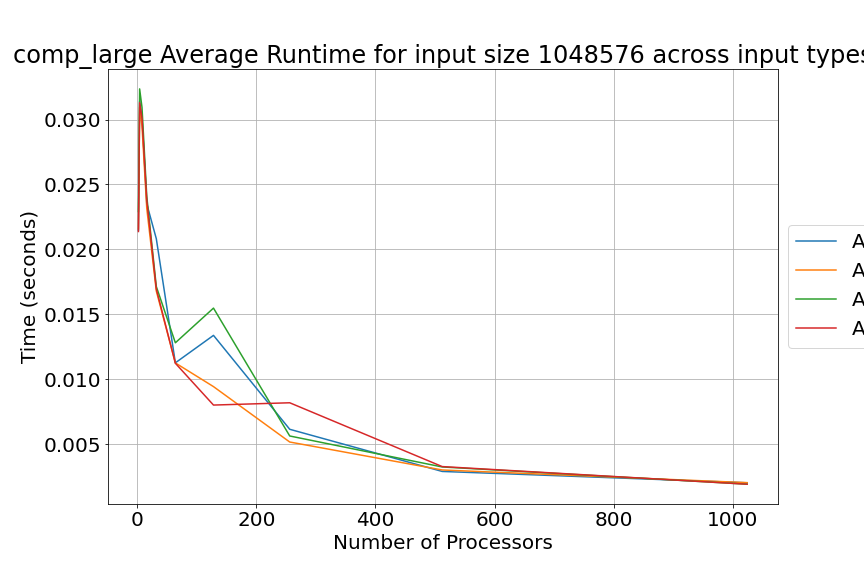 comp_large Average Runtime for input size 1048576 across input types
Time (seconds)
0.030
0.025
0.020
0.015
0.010
0.005
0
200
400
600
800
1000
Number of Processors
A
A
A
A